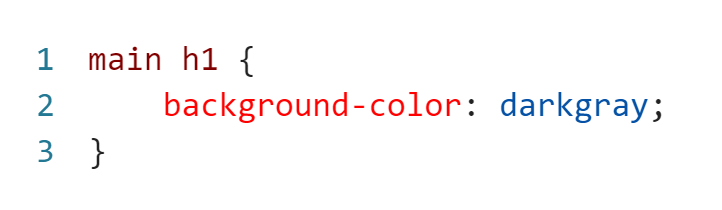 1 main h1 {
2     background-color: darkgray;
3 }